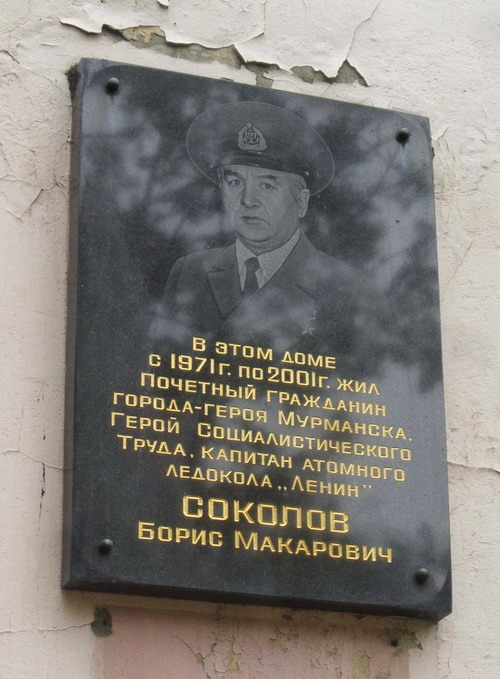 В этом доме
с 1971г. по 2001г. жил
Почетный гражданин
города-героя Мурманска,
Герой Социалистического
Труда, капитан атомного
ледокола „Ленин"
СОКОЛОВ
Борис Макарович